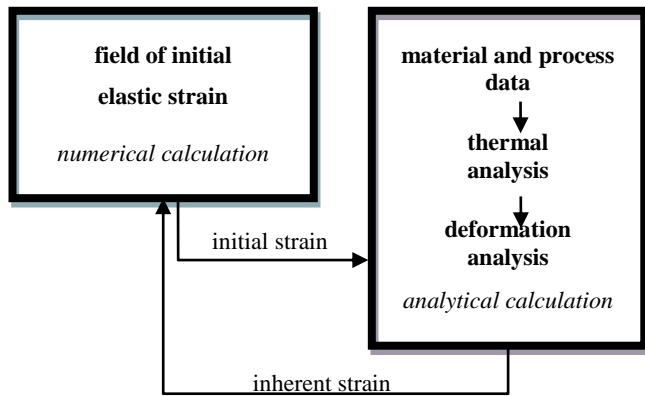 field of initial
elastic strain
numerical calculation
material and process
data
thermal
analysis
deformation
analysis
analytical calculation
initial strain
inherent strain